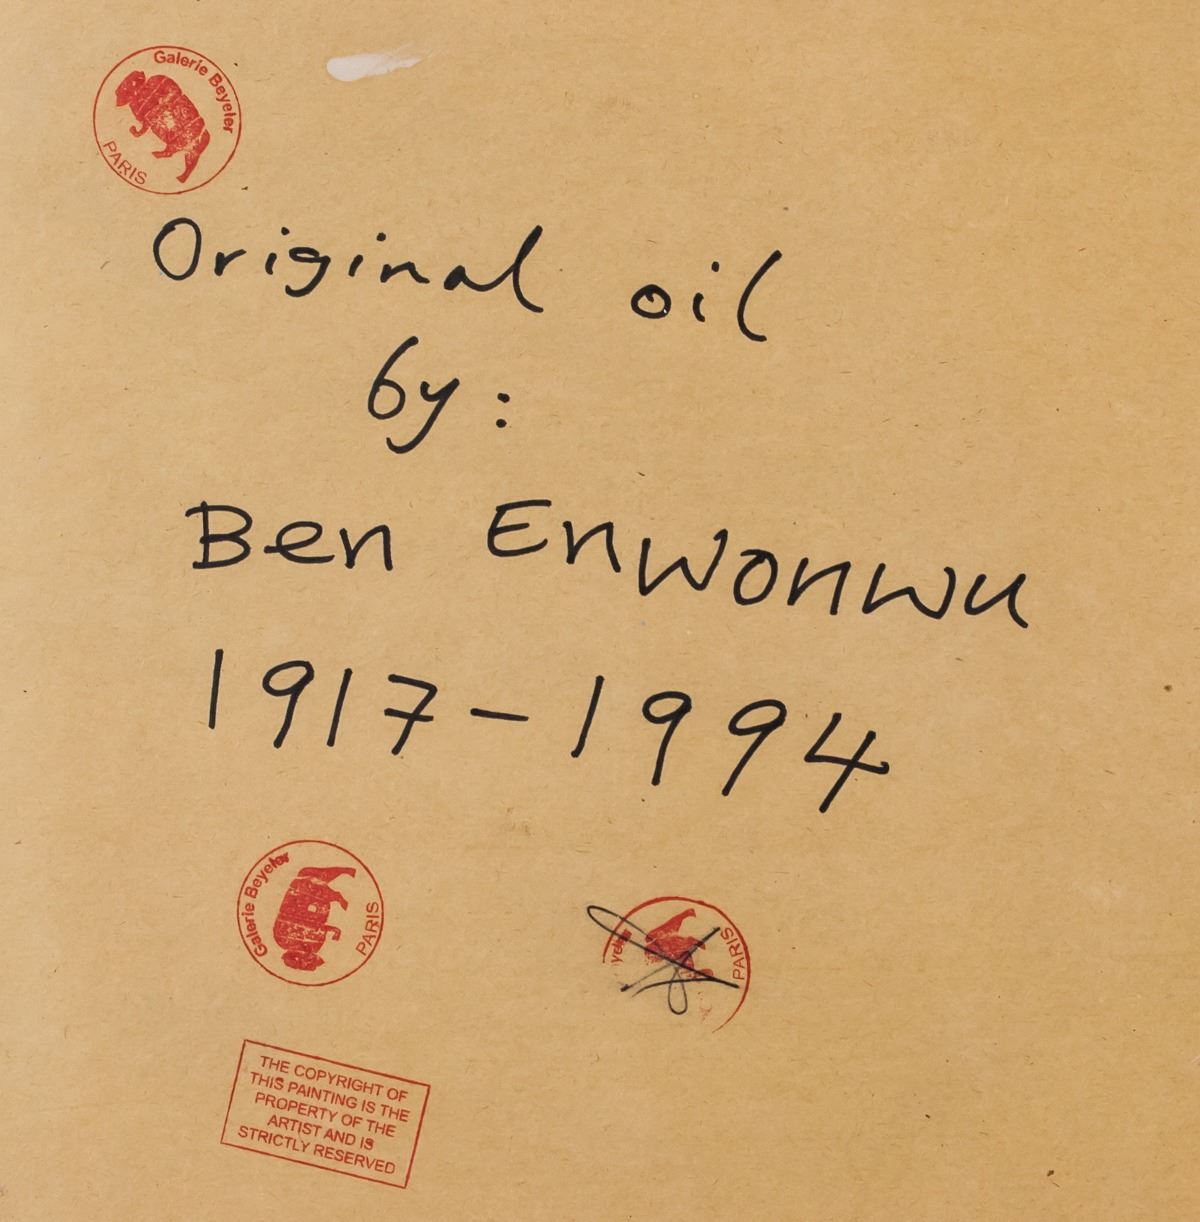 Galerie Beyeler
PARIS
Original oil
by:
Ben Enwonwu
1917-1994
Galerie Beyeler
PARIS
yeler
PARIS
THE COPYRIGHT OF
THIS PAINTING IS THE
PROPERTY OF THE
ARTIST AND IS
STRICTLY RESERVED